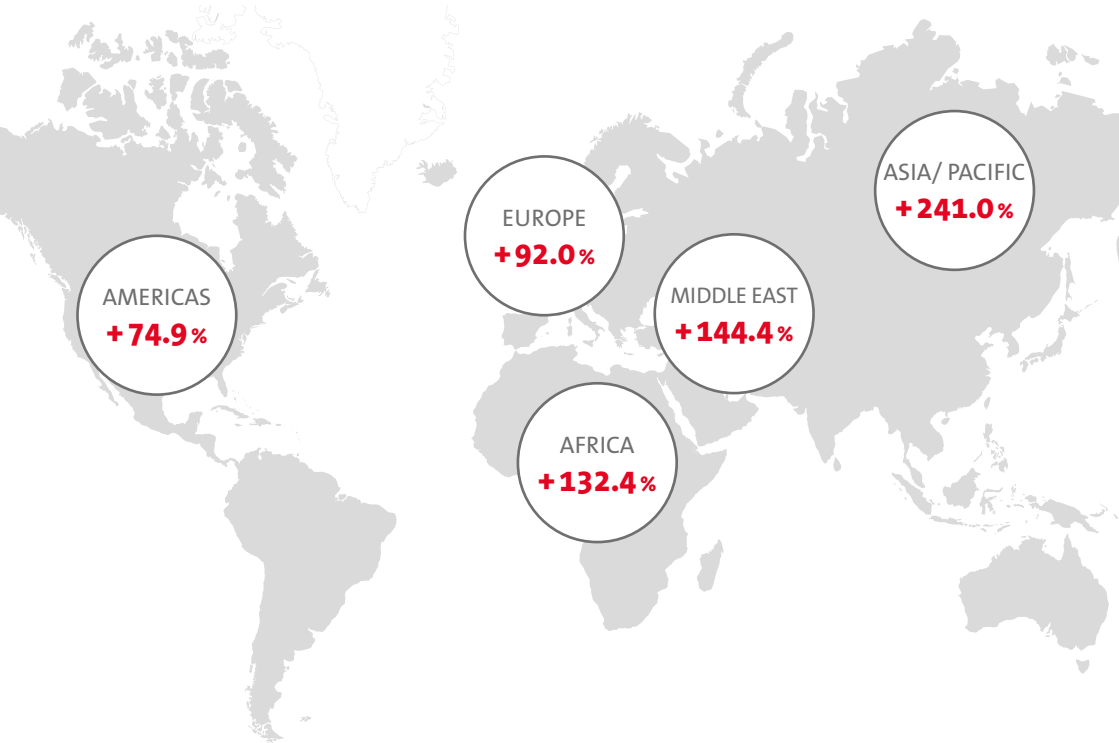 ASIA/ PACIFIC
+241.0%
EUROPE
+92.0%
AMERICAS
+74.9%
MIDDLE EAST
+144.4%
AFRICA
+132.4%